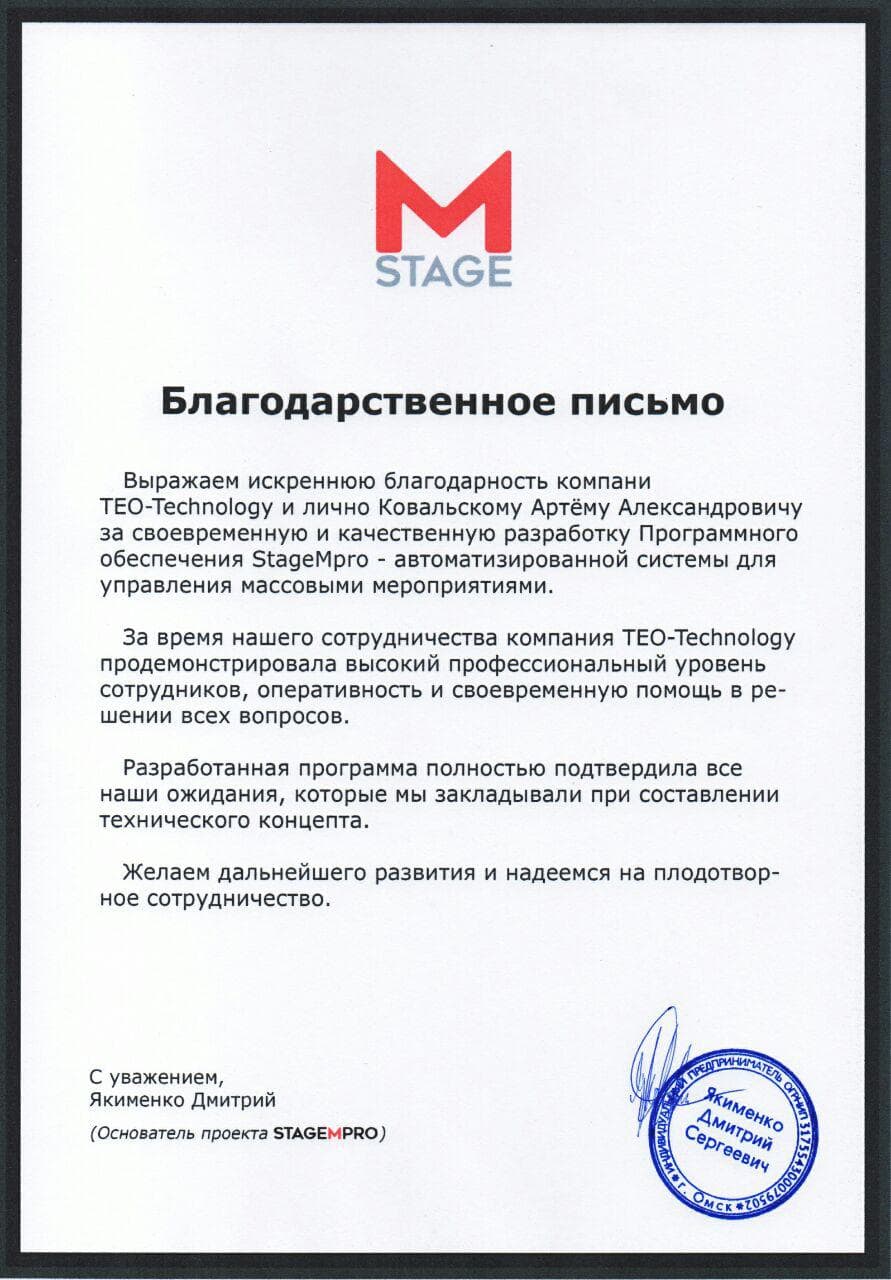 M
STAGE
Благодарственное письмо
Выражаем искреннюю благодарность компани
TEO-Technology и лично Ковальскому Артёму Александровичу
за своевременную и качественную разработку Программного
обеспечения StageMpro - автоматизированной системы для
управления массовыми мероприятиями.
За время нашего сотрудничества компания TEO-Technology
продемонстрировала высокий профессиональный уровень
сотрудников, оперативность и своевременную помощь в ре-
шении всех вопросов.
Разработанная программа полностью подтвердила все
наши ожидания, которые мы закладывали при составлении
технического концепта.
Желаем дальнейшего развития и надеемся на плодотвор-
ное сотрудничество.
С уважением,
Якименко Дмитрий
(Основатель проекта STAGEMPRO)
ИНДИВИДУАЛЬНЫЙ ПРЕДПРИНИМАТЕЛЬ ОГРНИП 317554300079502
* г. Омск *
Якименко
Дмитрий
Сергеевич